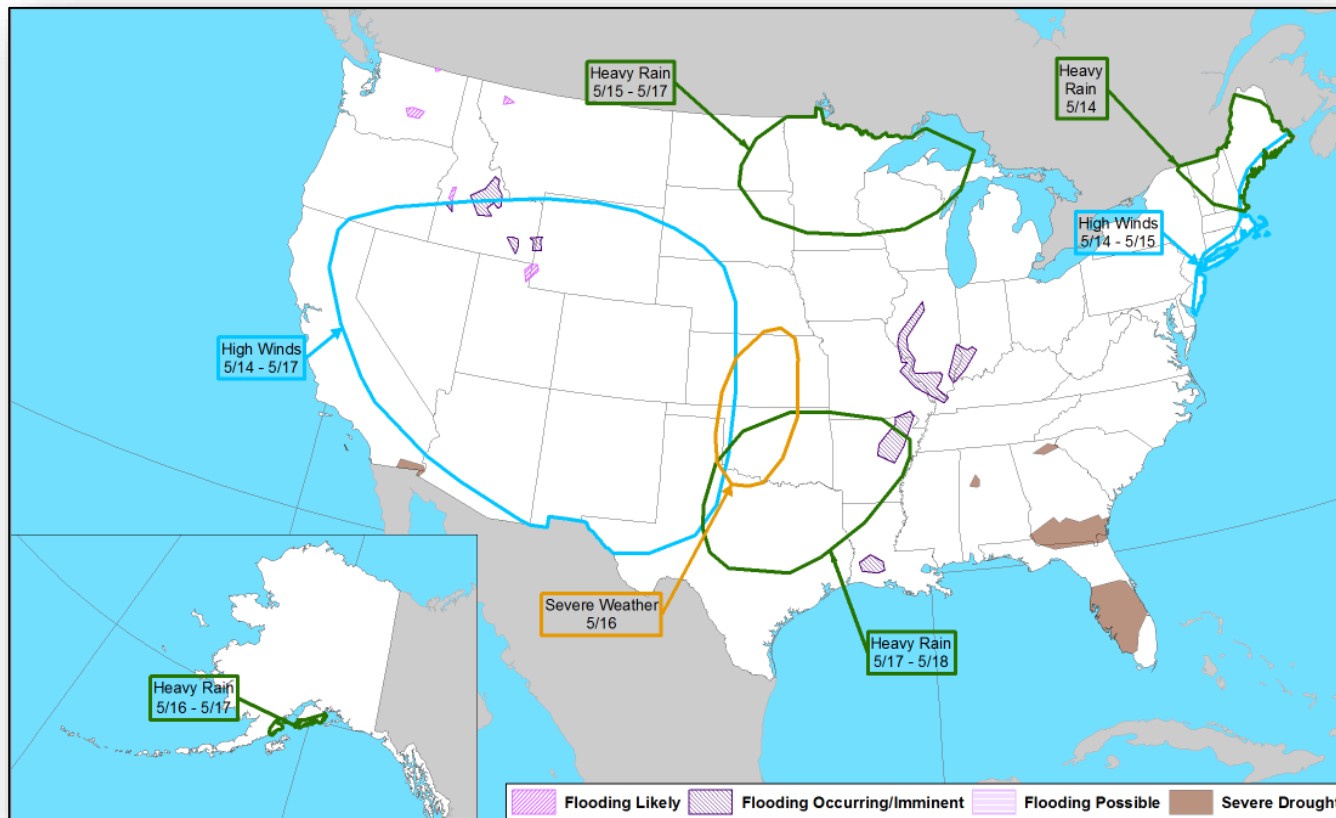 Heavy Rain
5/15 - 5/17
Heavy
Rain
5/14
High Winds
5/14 - 5/15
High Winds
5/14 - 5/17
Severe Weather
5/16
Heavy Rain
5/17 - 5/18
Heavy Rain
5/16 - 5/17
Flooding Likely
Flooding Occurring/Imminent
Flooding Possible
Severe Drought